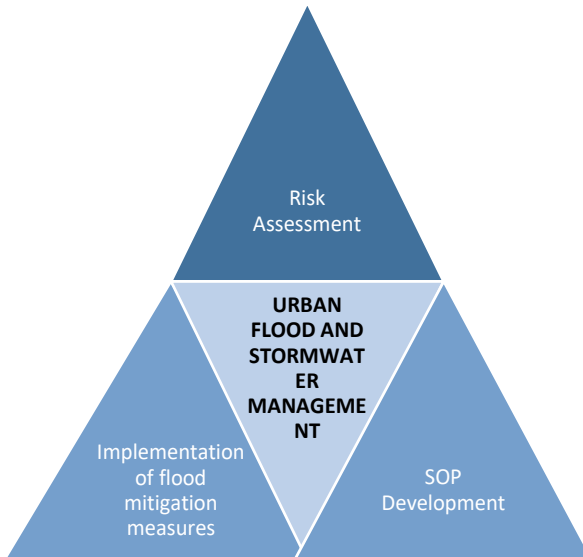 Risk
Assessment
URBAN
FLOOD AND
STORMWAT
ER
MANAGEME
NT
Implementation
of flood
mitigation
measures
SOP
Development